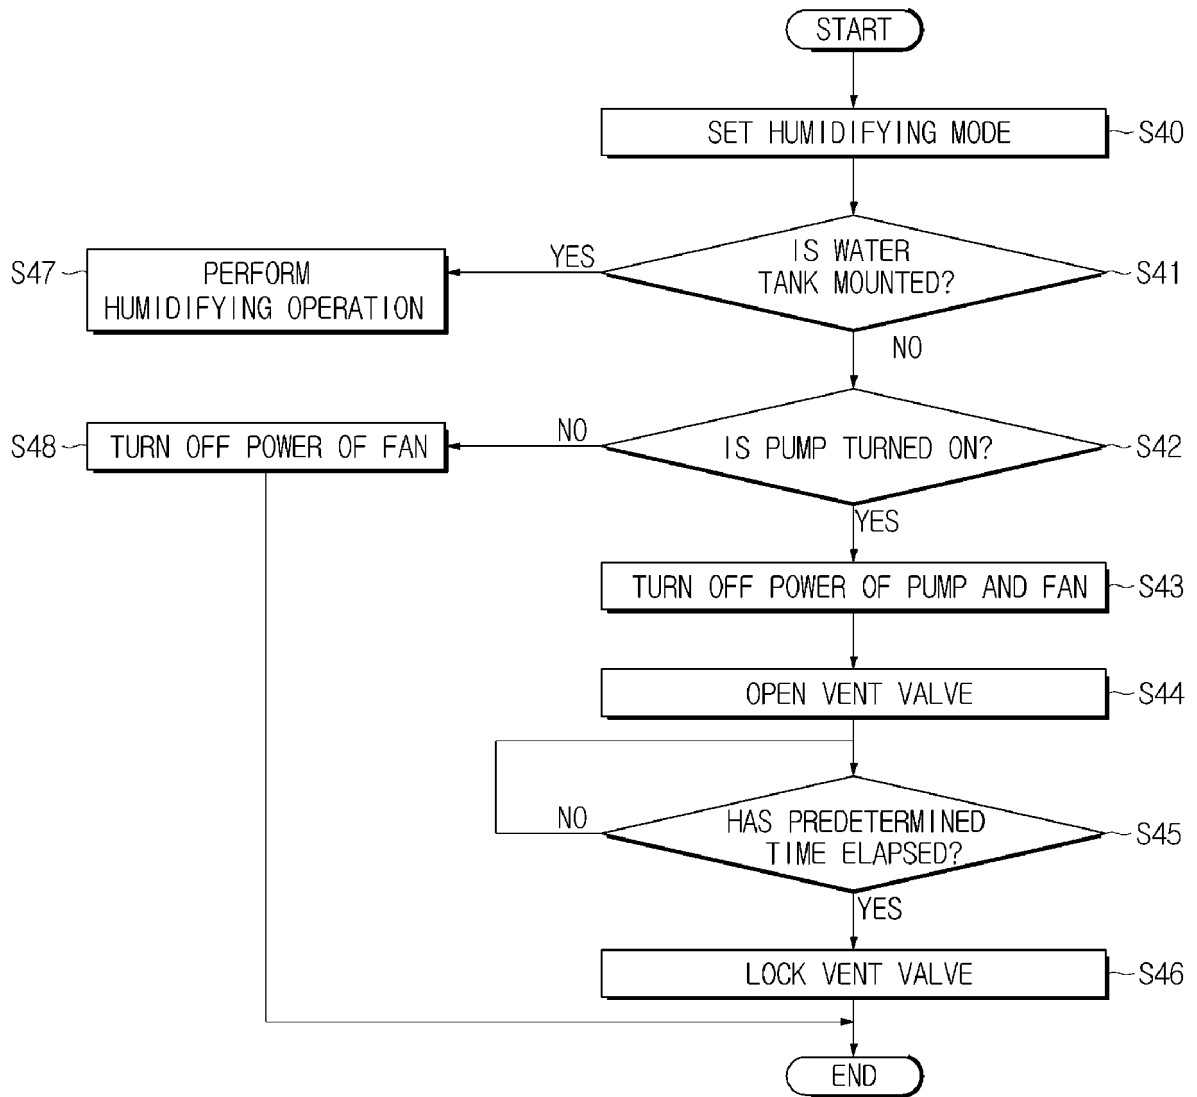 START
SET HUMIDIFYING MODE
S40
IS WATER
TANK MOUNTED?
S41
YES
NO
S47
PERFORM
HUMIDIFYING OPERATION
IS PUMP TURNED ON?
S42
NO
YES
S48
TURN OFF POWER OF FAN
TURN OFF POWER OF PUMP AND FAN
S43
OPEN VENT VALVE
S44
HAS PREDETERMINED
TIME ELAPSED?
S45
NO
YES
LOCK VENT VALVE
S46
END